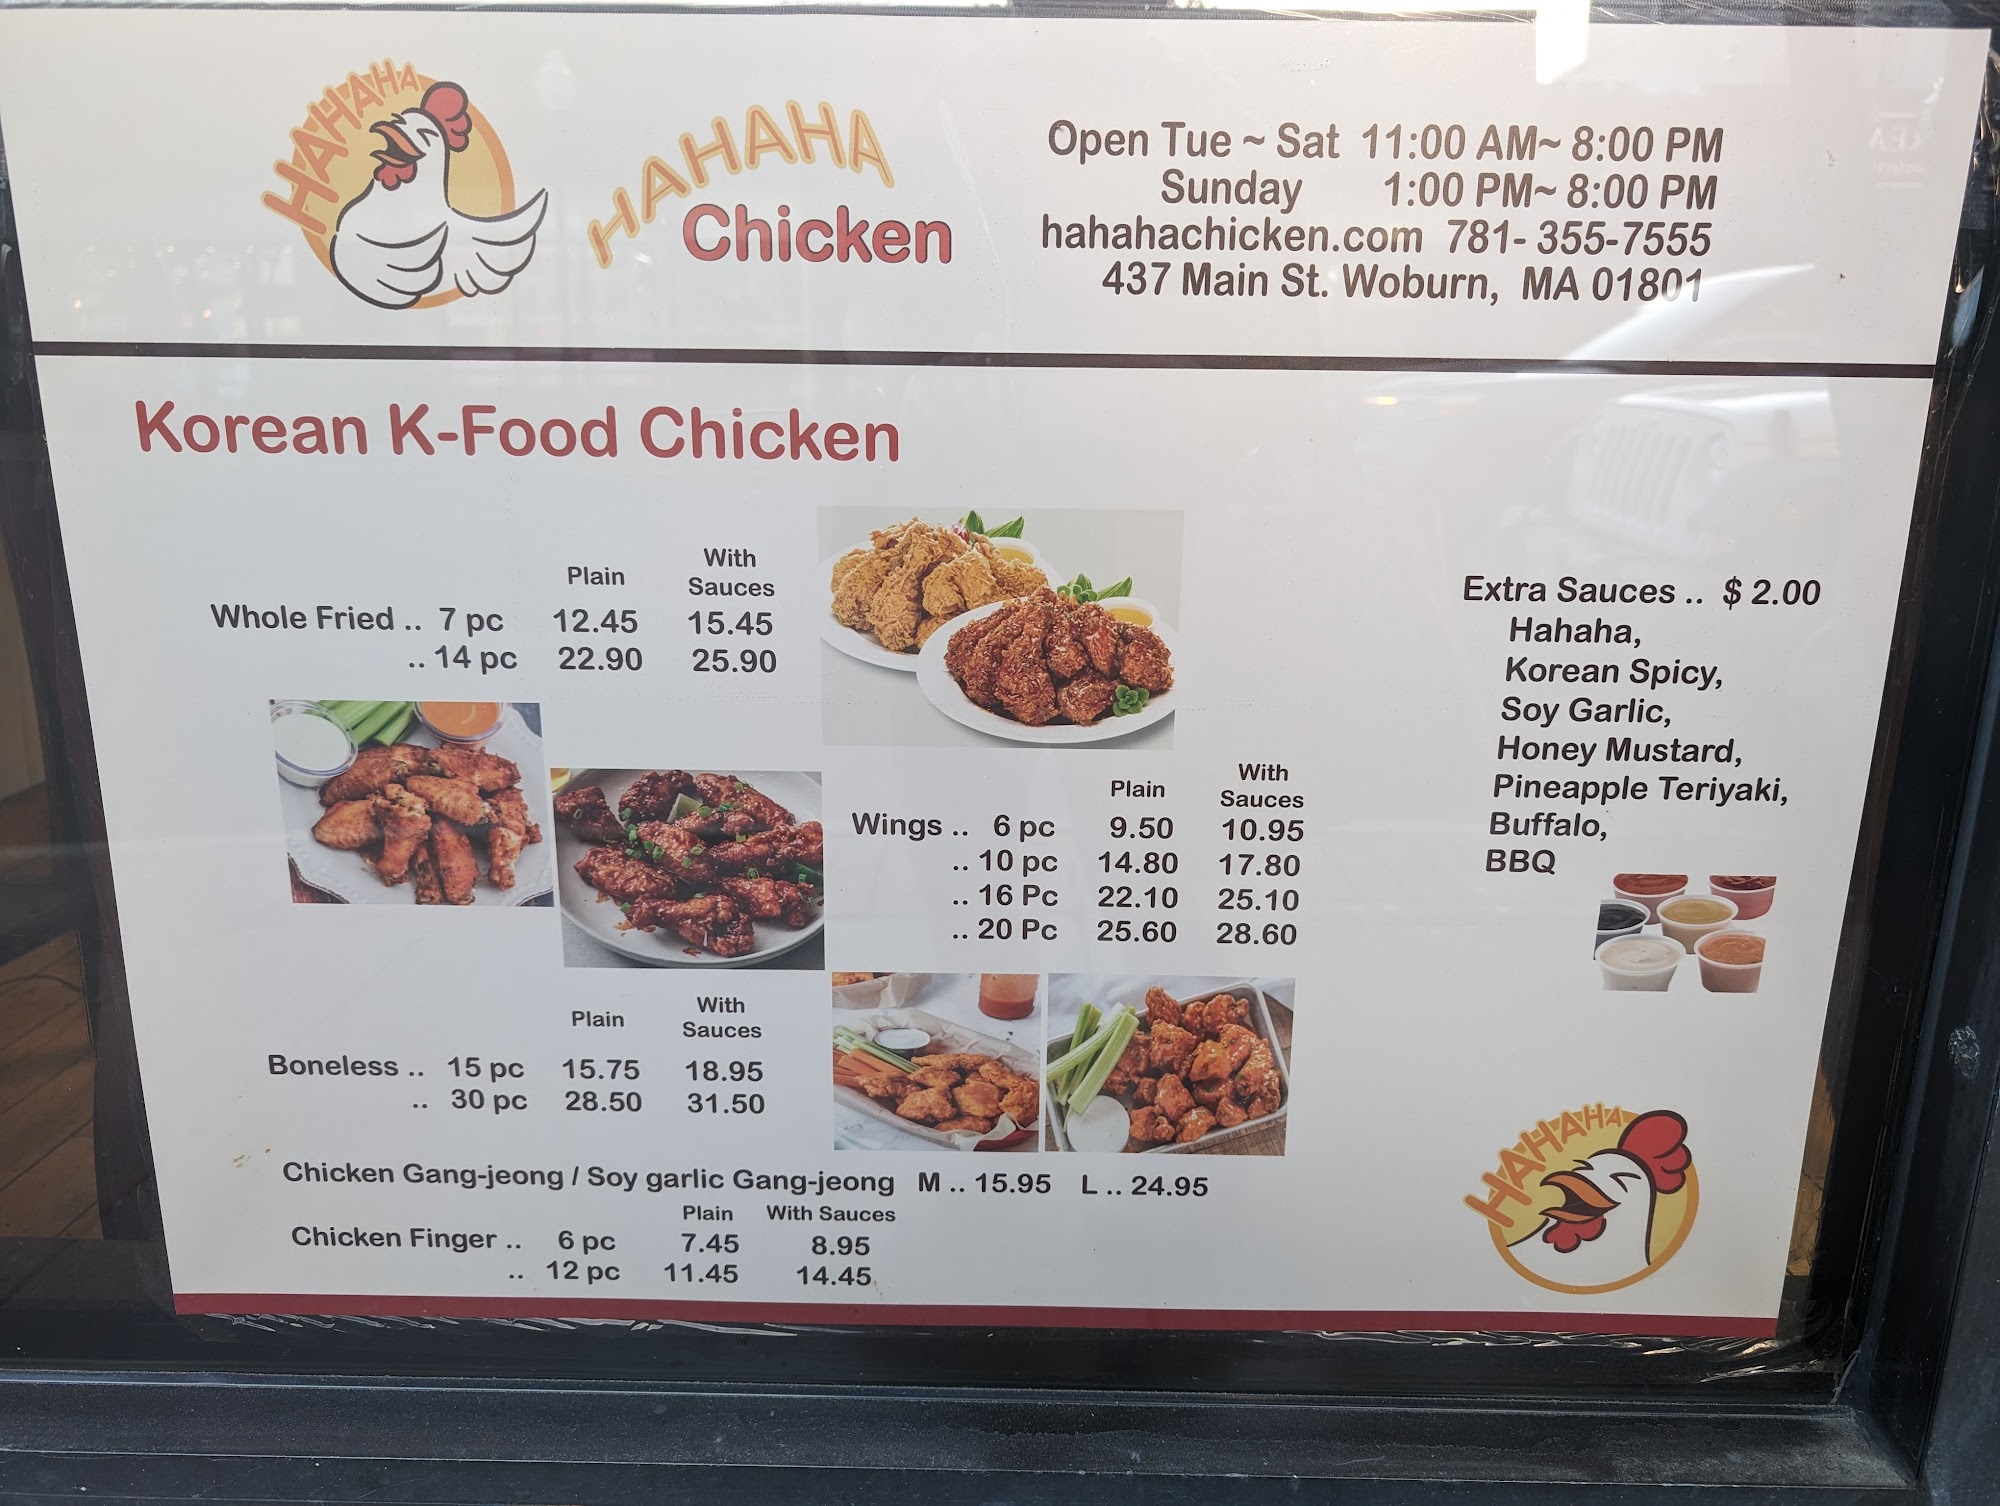 HAHAHA
HAHAHA
Chicken
Open Tue ~ Sat 11:00 AM~ 8:00 PM
Sunday 1:00 PM~ 8:00 PM
hahahachicken.com 781- 355-7555
437 Main St. Woburn, MA 01801
Korean K-Food Chicken
Plain With Sauces
Whole Fried .. 7 pc 12.45 15.45
.. 14 pc 22.90 25.90
Plain With Sauces
Wings .. 6 pc 9.50 10.95
.. 10 pc 14.80 17.80
.. 16 Pc 22.10 25.10
.. 20 Pc 25.60 28.60
Plain With Sauces
Boneless .. 15 pc 15.75 18.95
.. 30 pc 28.50 31.50
Chicken Gang-jeong / Soy garlic Gang-jeong M .. 15.95 L .. 24.95
Plain With Sauces
Chicken Finger .. 6 pc 7.45 8.95
.. 12 pc 11.45 14.45
Extra Sauces .. $ 2.00
Hahaha,
Korean Spicy,
Soy Garlic,
Honey Mustard,
Pineapple Teriyaki,
Buffalo,
BBQ
HAHAHA